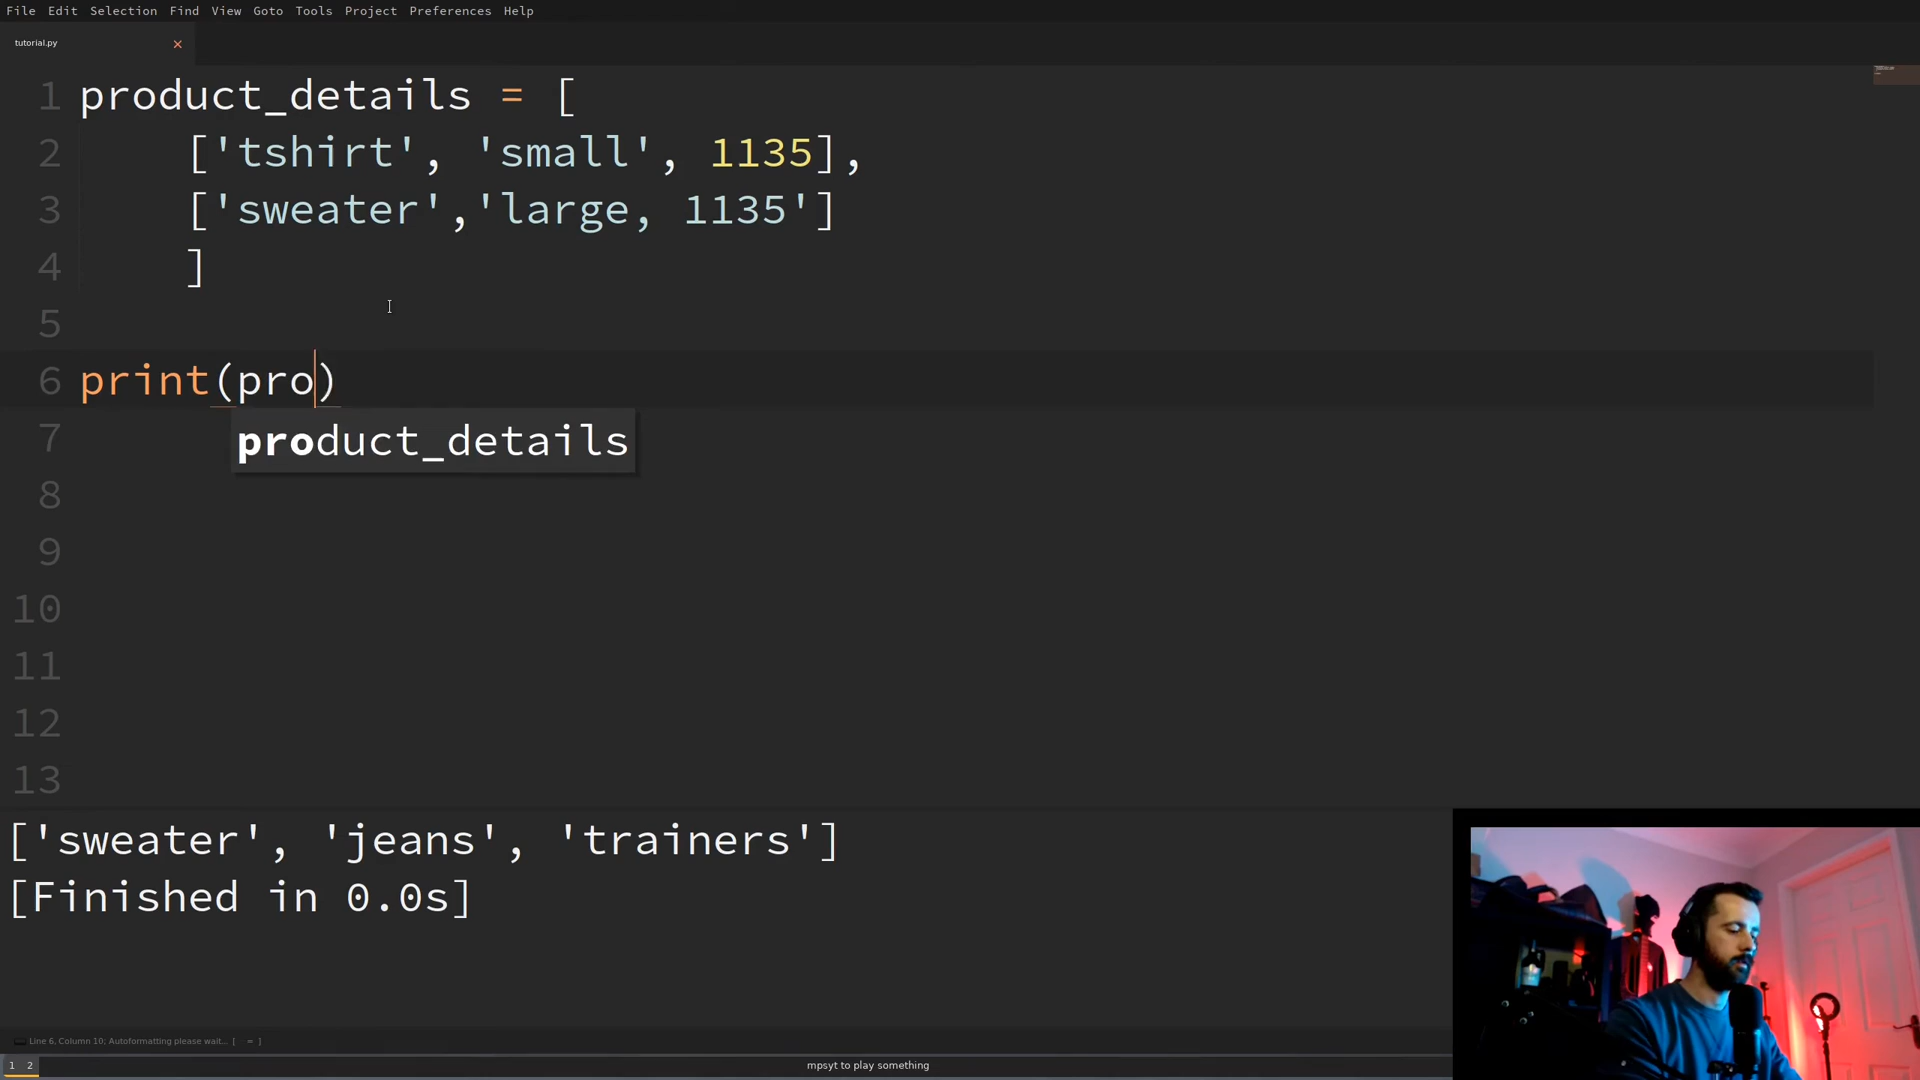 File Edit Selection Find View Goto Tools Project Preferences Help
tutorial.py ×
1 product_details = [
2 ['tshirt', 'small', 1135],
3 ['sweater','large, 1135']
4 ]
5
6 print(pro)
product_details
7
8
9
10
11
12
13
['sweater', 'jeans', 'trainers']
[Finished in 0.0s]
Line 6, Column 10; Autoformatting please wait... [ = ]
1 2 mpsyt to play something